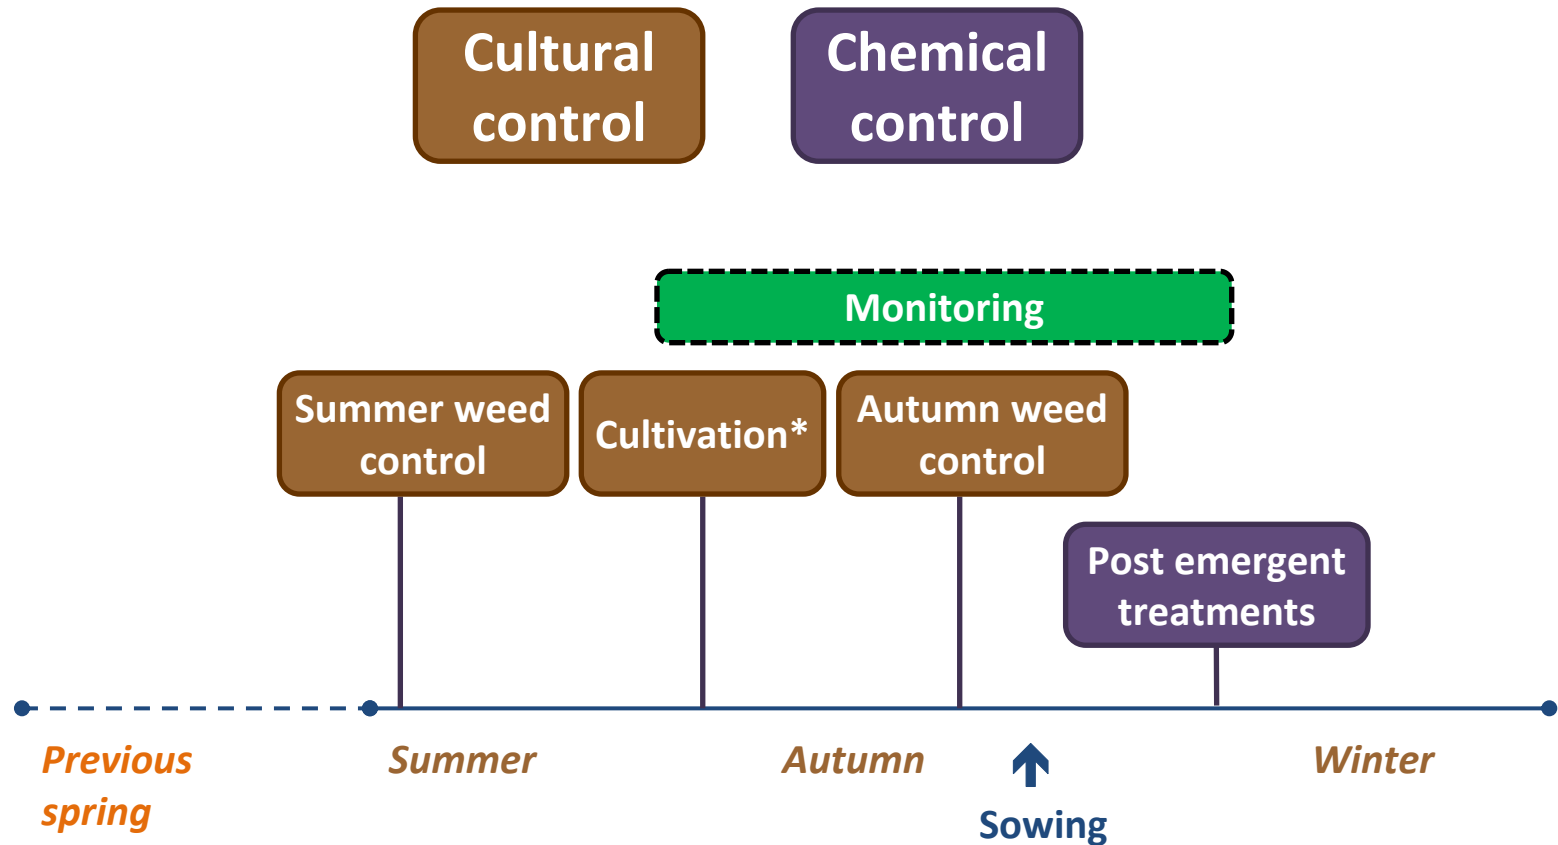 Cultural
control
Chemical
control
Monitoring
Summer weed
control
Cultivation*
Autumn weed
control
Post emergent
treatments
Previous
spring
Summer
Autumn
Winter
Sowing